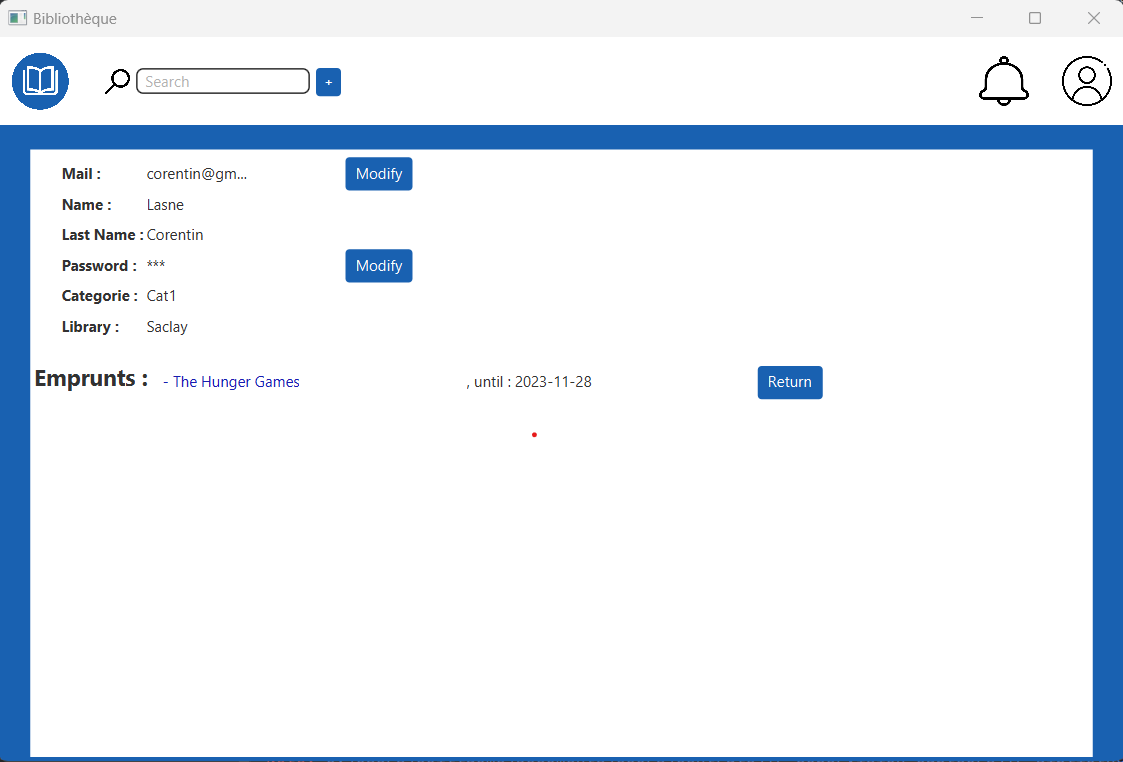 Bibliothèque
Search +
Mail : corentin@gm... Modify
Name : Lasne
Last Name : Corentin
Password : *** Modify
Categorie : Cat1
Library : Saclay
Emprunts : - The Hunger Games , until : 2023-11-28 Return